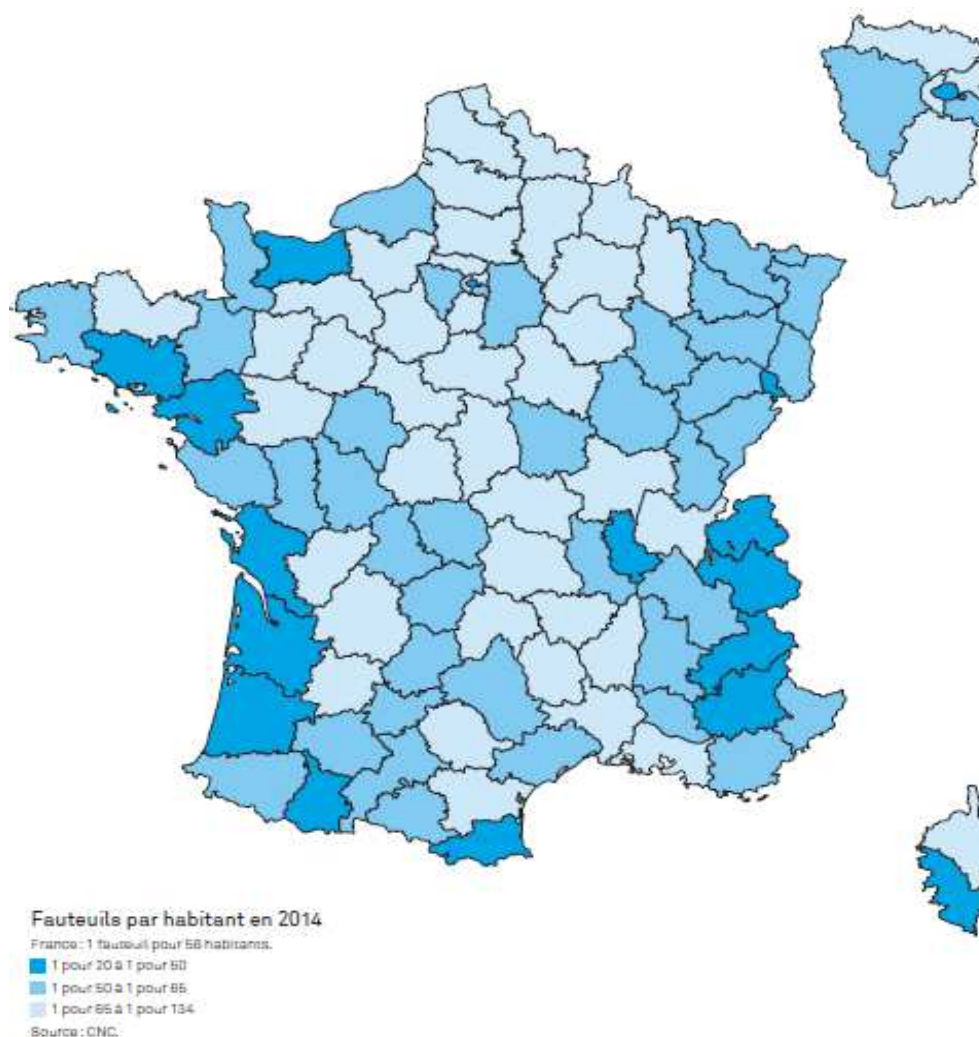 Fauteuils par habitant en 2014
France : 1 fauteuil pour 58 habitants.
1 pour 20 à 1 pour 50
1 pour 50 à 1 pour 65
1 pour 65 à 1 pour 134
Source : CNC.